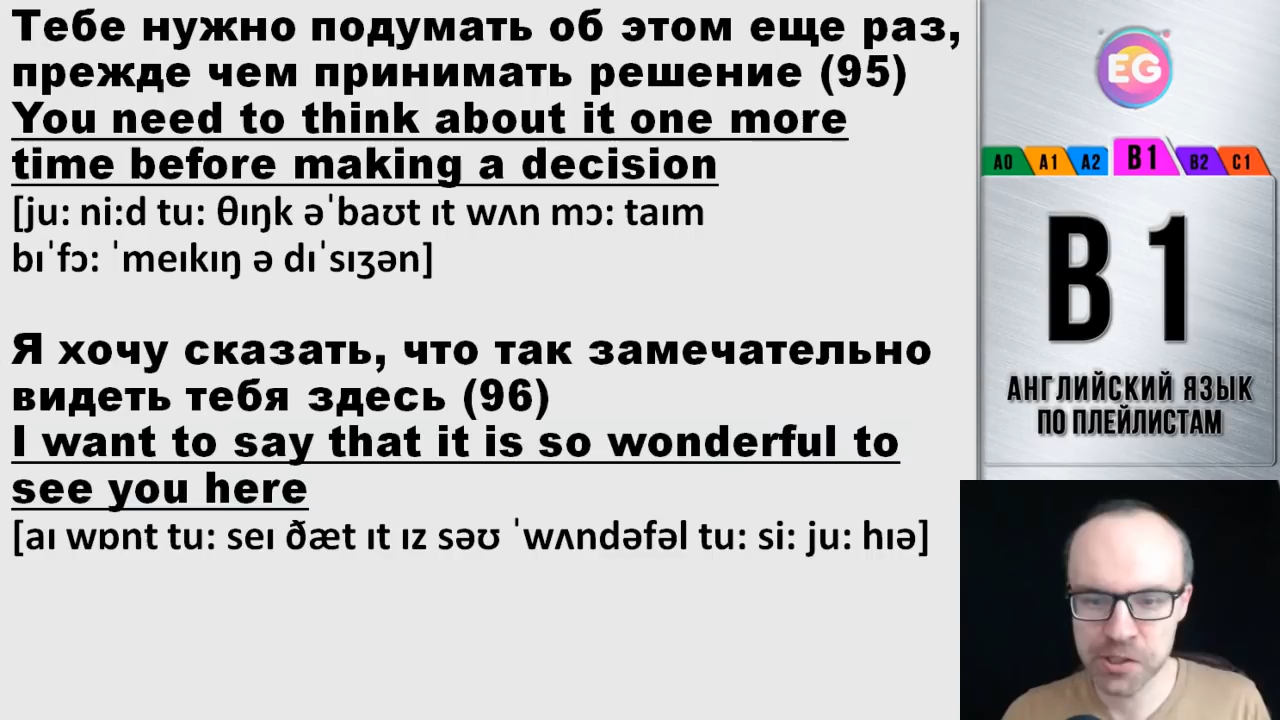 Тебе нужно подумать об этом еще раз,
прежде чем принимать решение (95)
You need to think about it one more
time before making a decision
[ju: ni:d tu: θɪŋk əˈbaʊt ɪt wʌn mɔ: taɪm
bɪˈfɔ: ˈmeɪkɪŋ ə dɪˈsɪʒən]
Я хочу сказать, что так замечательно
видеть тебя здесь (96)
I want to say that it is so wonderful to
see you here
[aɪ wɒnt tu: seɪ ðæt ɪt ɪz səʊ ˈwʌndəfəl tu: si: ju: hɪə]
EG
A0 A1 A2 B1 B2 C1
B1
АНГЛИЙСКИЙ ЯЗЫК
ПО ПЛЕЙЛИСТАМ